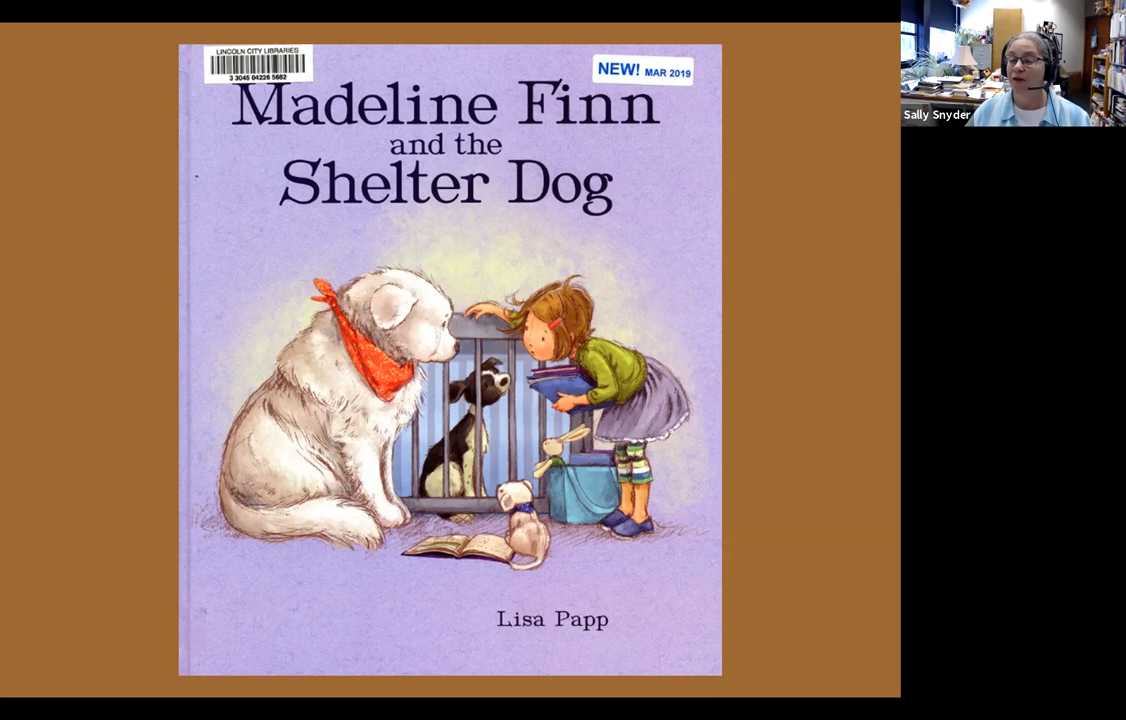 LINCOLN CITY LIBRARIES
3 3045 04226 5682
NEW! MAR 2019
Madeline Finn
and the
Shelter Dog
Lisa Papp
Sally Snyder